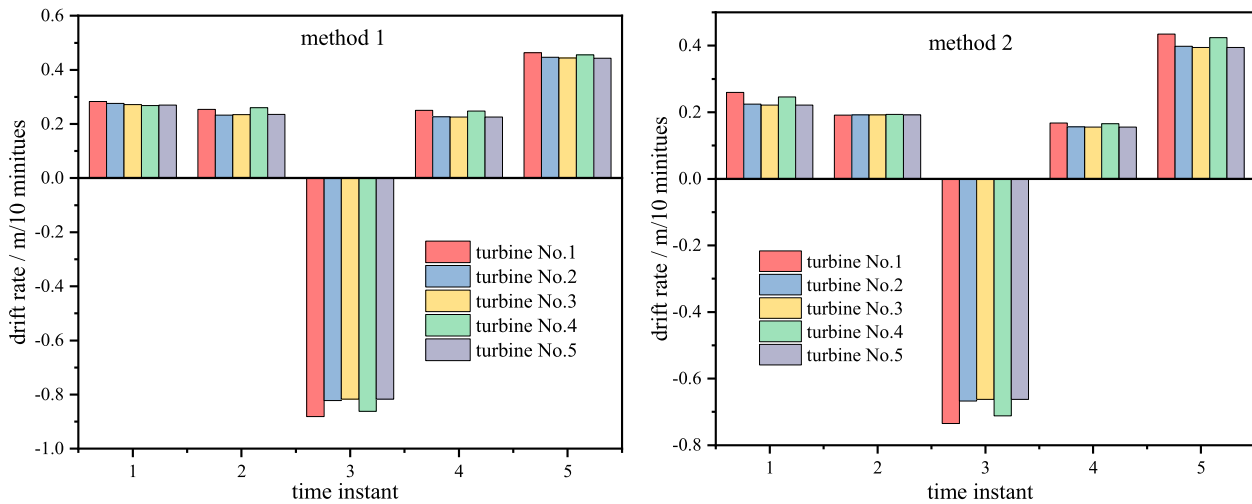 method 1
drift rate / m/10 minitues
0.6
0.4
0.2
0.0
-0.2
-0.4
-0.6
-0.8
-1.0
turbine No.1
turbine No.2
turbine No.3
turbine No.4
turbine No.5
1 2 3 4 5
time instant
method 2
drift rate / m/10 minitues
0.4
0.2
0.0
-0.2
-0.4
-0.6
-0.8
turbine No.1
turbine No.2
turbine No.3
turbine No.4
turbine No.5
1 2 3 4 5
time instant